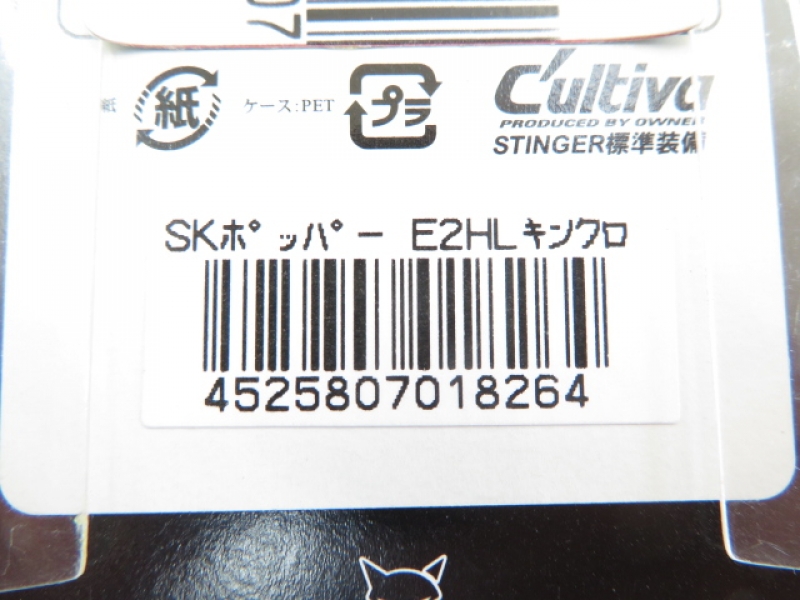 07
紙 紙 ケース:PET プラ
C'ultiva
PRODUCED BY OWNER
STINGER標準装備
SKﾎﾟｯﾊﾟｰ E2HLｷﾝｸﾛ
4525807018264